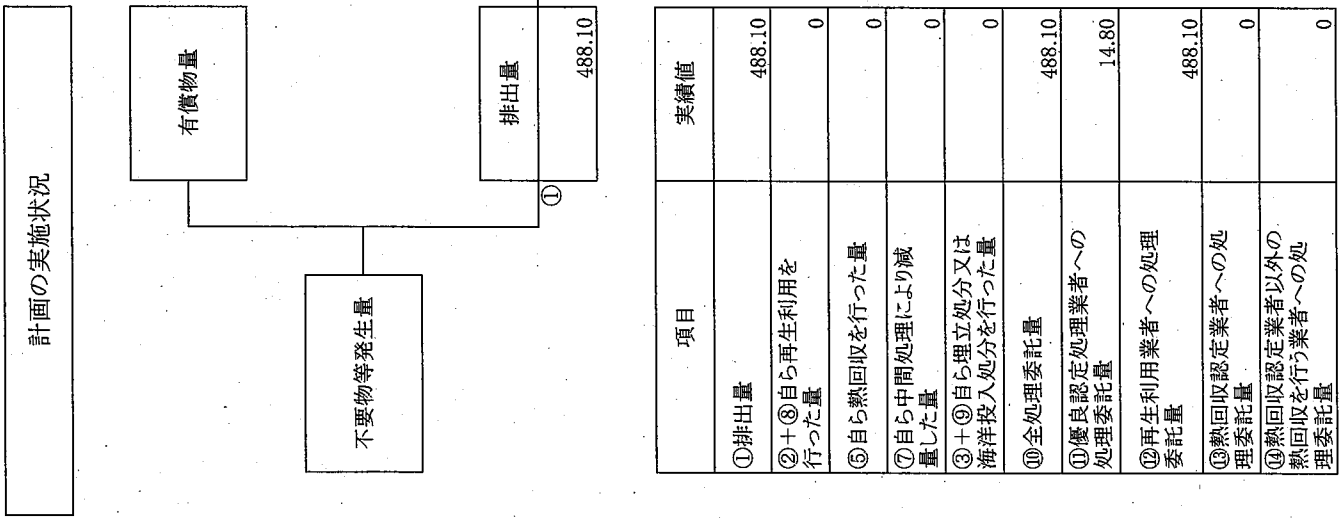 計画の実施状況
有償物量
不要物等発生量
排出量
①
488.10
項目
実績値
①排出量
488.10
②+⑧自ら再生利用を
行った量
0
⑤自ら熱回収を行った量
0
⑦自ら中間処理により減
量した量
0
③+⑨自ら埋立処分又は
海洋投入処分を行った量
0
⑩全処理委託量
488.10
⑪優良認定処理業者への
処理委託量
14.80
⑫再生利用業者への処理
委託量
488.10
⑬熱回収認定業者への処
理委託量
0
⑭熱回収認定業者以外の
熱回収を行う業者への処
理委託量
0